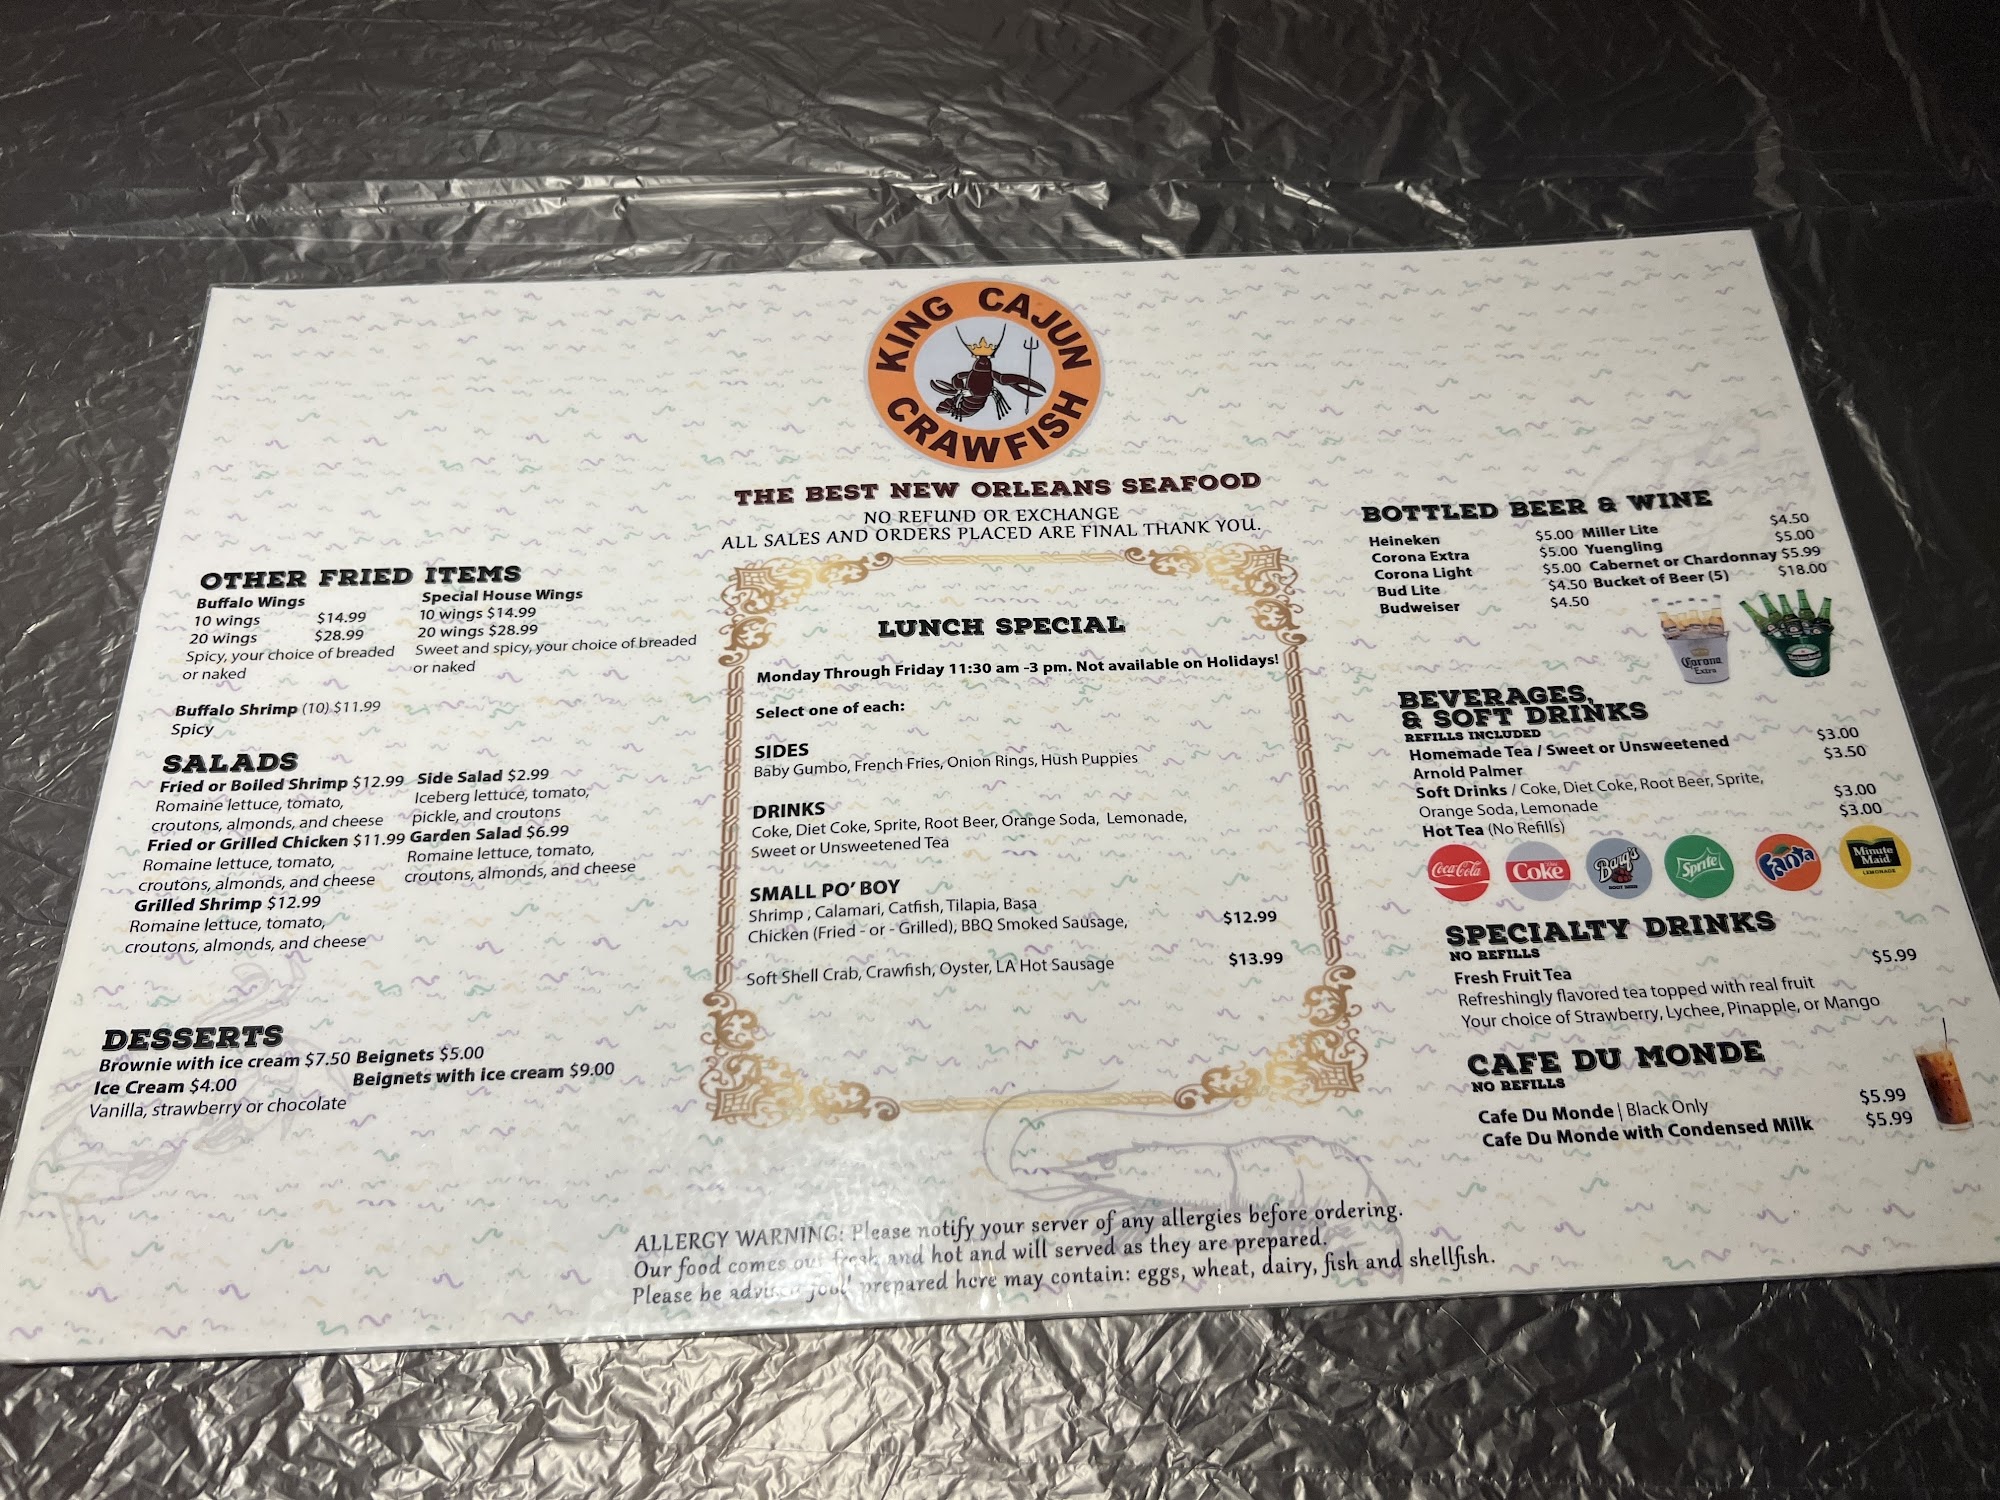 KING CAJUN
CRAWFISH
THE BEST NEW ORLEANS SEAFOOD
NO REFUND OR EXCHANGE
ALL SALES AND ORDERS PLACED ARE FINAL THANK YOU.
OTHER FRIED ITEMS
Buffalo Wings
10 wings $14.99
20 wings $28.99
Spicy, your choice of breaded
or naked
Special House Wings
10 wings $14.99
20 wings $28.99
Sweet and spicy, your choice of breaded
or naked
Buffalo Shrimp (10) $11.99
Spicy
SALADS
Fried or Boiled Shrimp $12.99
Romaine lettuce, tomato,
croutons, almonds, and cheese
Fried or Grilled Chicken $11.99
Romaine lettuce, tomato,
croutons, almonds, and cheese
Grilled Shrimp $12.99
Romaine lettuce, tomato,
croutons, almonds, and cheese
Side Salad $2.99
Iceberg lettuce, tomato,
pickle, and croutons
Garden Salad $6.99
Romaine lettuce, tomato,
croutons, almonds, and cheese
DESSERTS
Brownie with ice cream $7.50 Beignets $5.00
Ice Cream $4.00 Beignets with ice cream $9.00
Vanilla, strawberry or chocolate
LUNCH SPECIAL
Monday Through Friday 11:30 am -3 pm. Not available on Holidays!
Select one of each:
SIDES
Baby Gumbo, French Fries, Onion Rings, Hush Puppies
DRINKS
Coke, Diet Coke, Sprite, Root Beer, Orange Soda, Lemonade,
Sweet or Unsweetened Tea
SMALL PO' BOY
Shrimp , Calamari, Catfish, Tilapia, Basa
Chicken (Fried - or - Grilled), BBQ Smoked Sausage, $12.99
Soft Shell Crab, Crawfish, Oyster, LA Hot Sausage $13.99
BOTTLED BEER & WINE
Heineken $5.00 Miller Lite $4.50
Corona Extra $5.00 Yuengling $5.00
Corona Light $5.00 Cabernet or Chardonnay $5.99
Bud Lite $4.50 Bucket of Beer (5) $18.00
Budweiser $4.50
Corona
Extra
BEVERAGES,
& SOFT DRINKS
REFILLS INCLUDED
Homemade Tea / Sweet or Unsweetened $3.00
Arnold Palmer $3.50
Soft Drinks / Coke, Diet Coke, Root Beer, Sprite,
Orange Soda, Lemonade $3.00
Hot Tea (No Refills) $3.00
Coca-Cola
Diet Coke
Barq's
ROOT BEER
Sprite
Fanta
Minute
Maid
LEMONADE
SPECIALTY DRINKS
NO REFILLS
Fresh Fruit Tea $5.99
Refreshingly flavored tea topped with real fruit
Your choice of Strawberry, Lychee, Pinapple, or Mango
CAFE DU MONDE
NO REFILLS
Cafe Du Monde | Black Only $5.99
Cafe Du Monde with Condensed MIlk $5.99
ALLERGY WARNING: Please notify your server of any allergies before ordering.
Our food comes out fresh and hot and will served as they are prepared.
Please be advised food prepared here may contain: eggs, wheat, dairy, fish and shellfish.